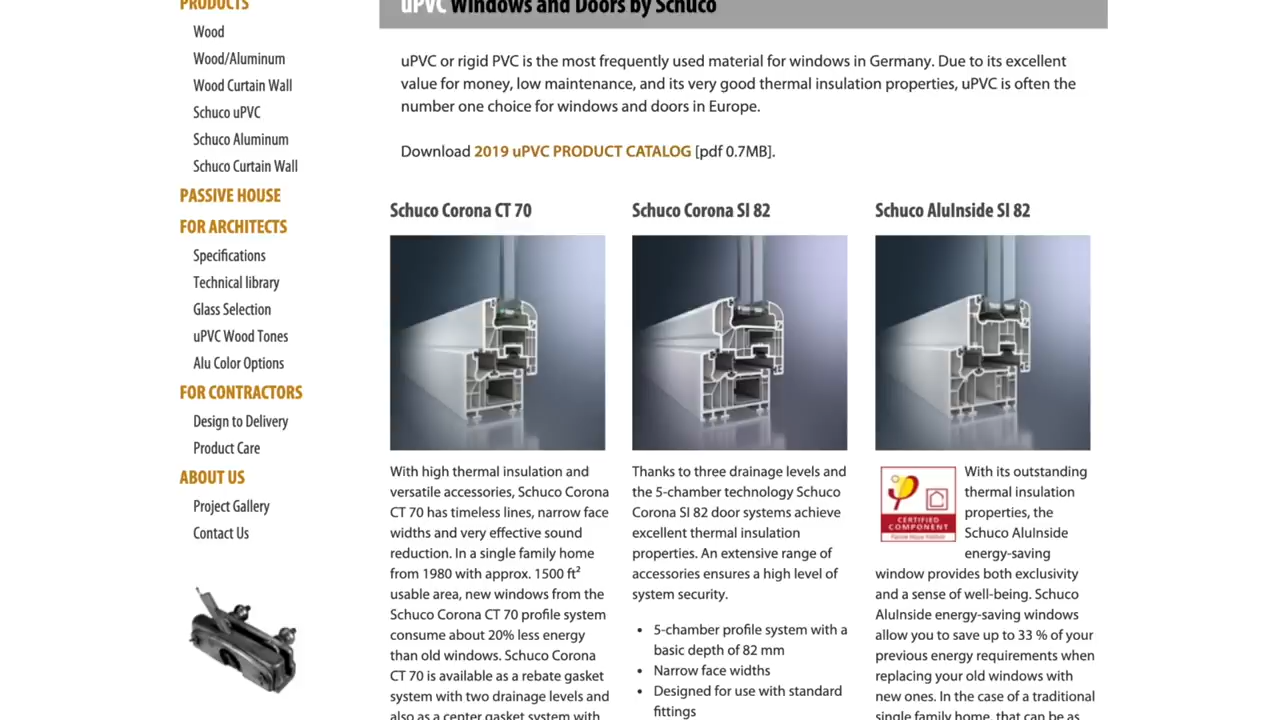 PRODUCTS
Wood
Wood/Aluminum
Wood Curtain Wall
Schuco uPVC
Schuco Aluminum
Schuco Curtain Wall
PASSIVE HOUSE
FOR ARCHITECTS
Specifications
Technical library
Glass Selection
uPVC Wood Tones
Alu Color Options
FOR CONTRACTORS
Design to Delivery
Product Care
ABOUT US
Project Gallery
Contact Us
uPVC Windows and Doors by Schuco
uPVC or rigid PVC is the most frequently used material for windows in Germany. Due to its excellent
value for money, low maintenance, and its very good thermal insulation properties, uPVC is often the
number one choice for windows and doors in Europe.
Download 2019 uPVC PRODUCT CATALOG [pdf 0.7MB].
Schuco Corona CT 70
With high thermal insulation and
versatile accessories, Schuco Corona
CT 70 has timeless lines, narrow face
widths and very effective sound
reduction. In a single family home
from 1980 with approx. 1500 ft²
usable area, new windows from the
Schuco Corona CT 70 profile system
consume about 20% less energy
than old windows. Schuco Corona
CT 70 is available as a rebate gasket
system with two drainage levels and
also as a center gasket system with
Schuco Corona SI 82
Thanks to three drainage levels and
the 5-chamber technology Schuco
Corona SI 82 door systems achieve
excellent thermal insulation
properties. An extensive range of
accessories ensures a high level of
system security.
• 5-chamber profile system with a
basic depth of 82 mm
• Narrow face widths
• Designed for use with standard
fittings
Schuco AluInside SI 82
CERTIFIED
COMPONENT
Passive House Institute
With its outstanding
thermal insulation
properties, the
Schuco AluInside
energy-saving
window provides both exclusivity
and a sense of well-being. Schuco
AluInside energy-saving windows
allow you to save up to 33 % of your
previous energy requirements when
replacing your old windows with
new ones. In the case of a traditional
single family home, that can be as